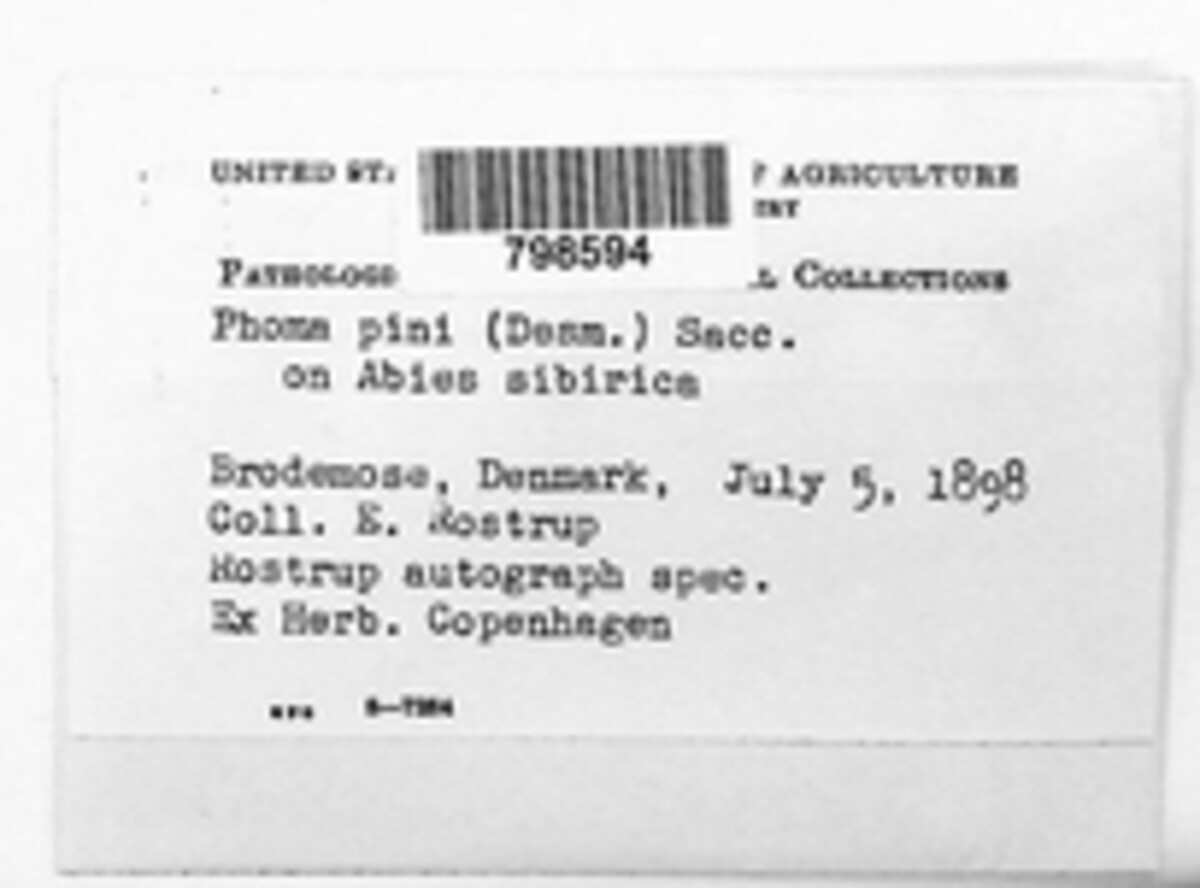 UNITED ST AGRICULTURE
798594
COLLECTIONS
Phoma pini (Desm.) Sacc.
on Abies sibirica
Brodemose, Denmark, July 5, 1898
Coll. E. Rostrup
Rostrup autograph spec.
Ex Herb. Copenhagen